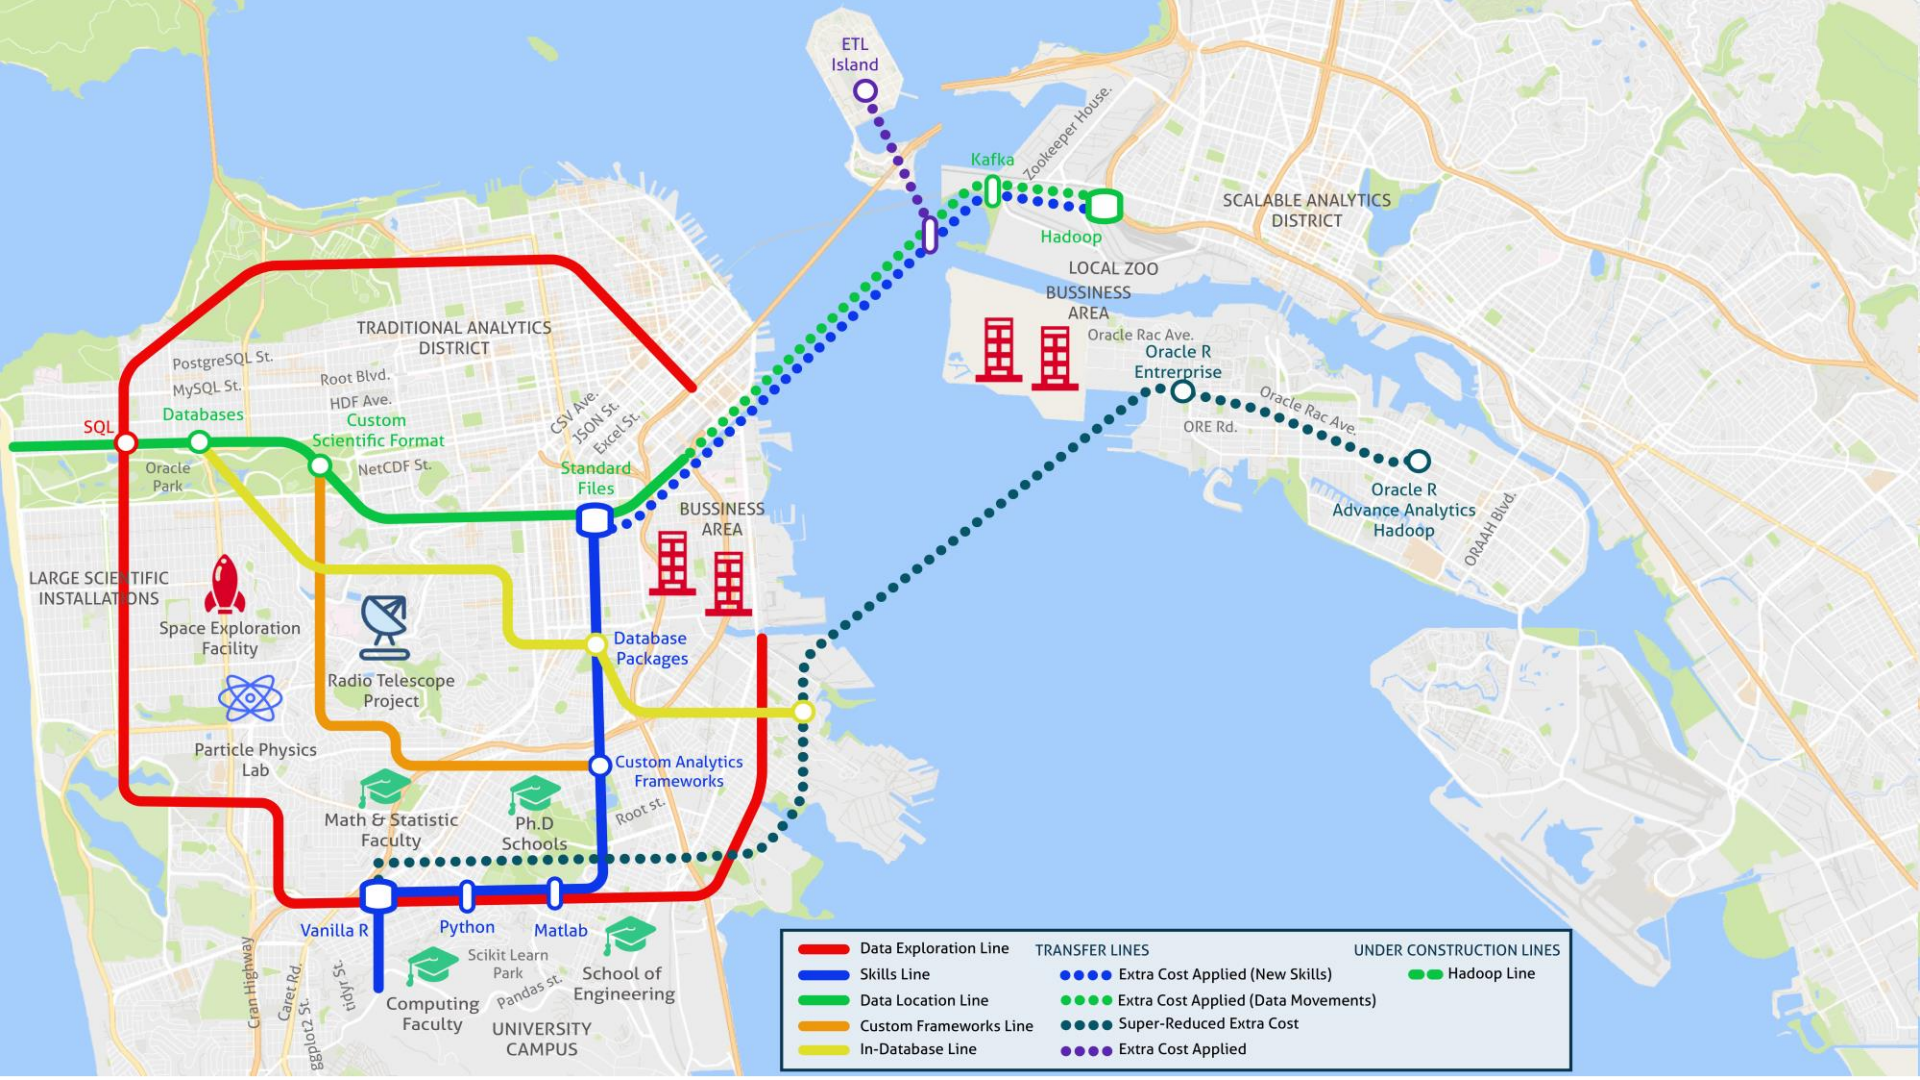 ETL
Island
Kafka
Zookeeper House.
Hadoop
SCALABLE ANALYTICS
DISTRICT
LOCAL ZOO
BUSSINESS
AREA
Oracle Rac Ave.
Oracle R
Entrerprise
Oracle Rac Ave.
ORE Rd.
Oracle R
Advance Analytics
Hadoop
ORAAH Blvd.
TRADITIONAL ANALYTICS
DISTRICT
PostgreSQL St.
MySQL St.
Root Blvd.
HDF Ave.
CSV Ave.
JSON St.
Excel St.
Databases
Custom
Scientific Format
SQL
Oracle
Park
NetCDF St.
Standard
Files
BUSSINESS
AREA
LARGE SCIENTIFIC
INSTALLATIONS
Space Exploration
Facility
Radio Telescope
Project
Database
Packages
Particle Physics
Lab
Custom Analytics
Frameworks
Root st.
Math & Statistic
Faculty
Ph.D
Schools
Vanilla R
Python
Matlab
Scikit Learn
Park
Pandas st.
School of
Engineering
Computing
Faculty
UNIVERSITY
CAMPUS
Cran Highway
Caret Rd.
ggplot2 St.
tidyr St.
Data Exploration Line
Skills Line
Data Location Line
Custom Frameworks Line
In-Database Line
TRANSFER LINES
Extra Cost Applied (New Skills)
Extra Cost Applied (Data Movements)
Super-Reduced Extra Cost
Extra Cost Applied
UNDER CONSTRUCTION LINES
Hadoop Line